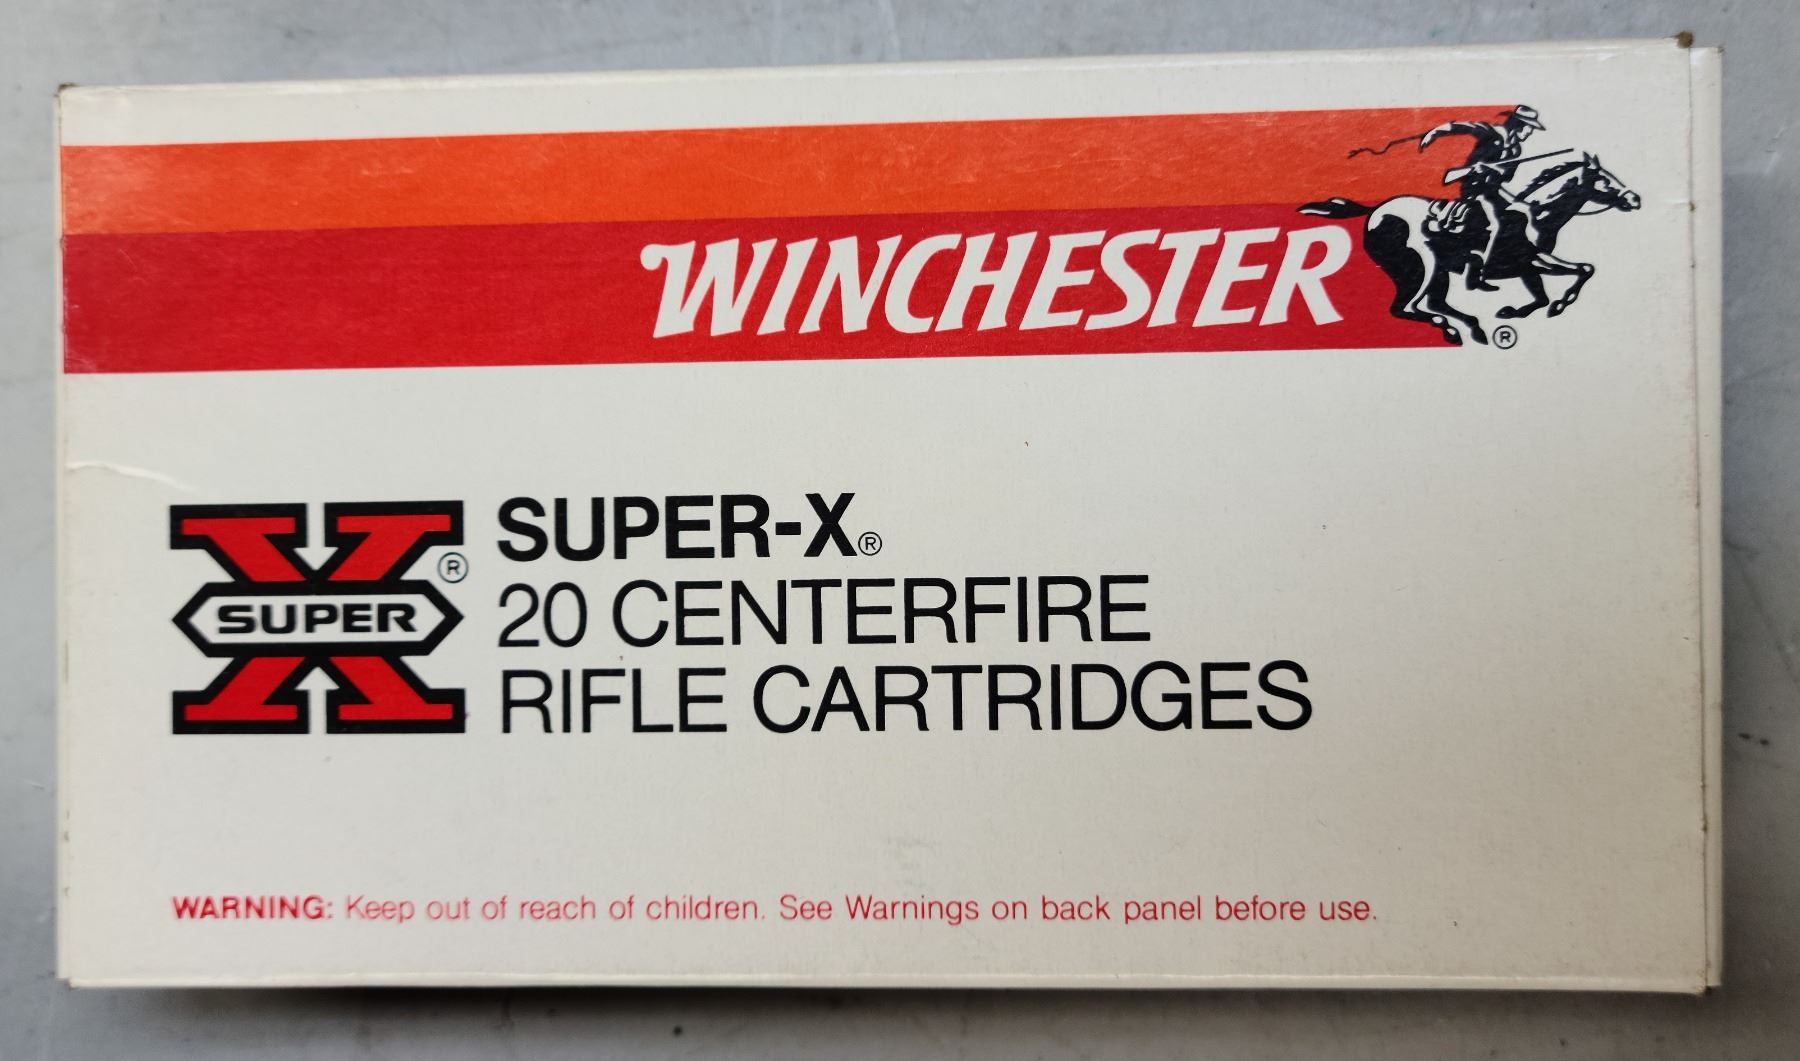 WINCHESTER
®
SUPER
®
SUPER-X®
20 CENTERFIRE
RIFLE CARTRIDGES
WARNING: Keep out of reach of children. See Warnings on back panel before use.